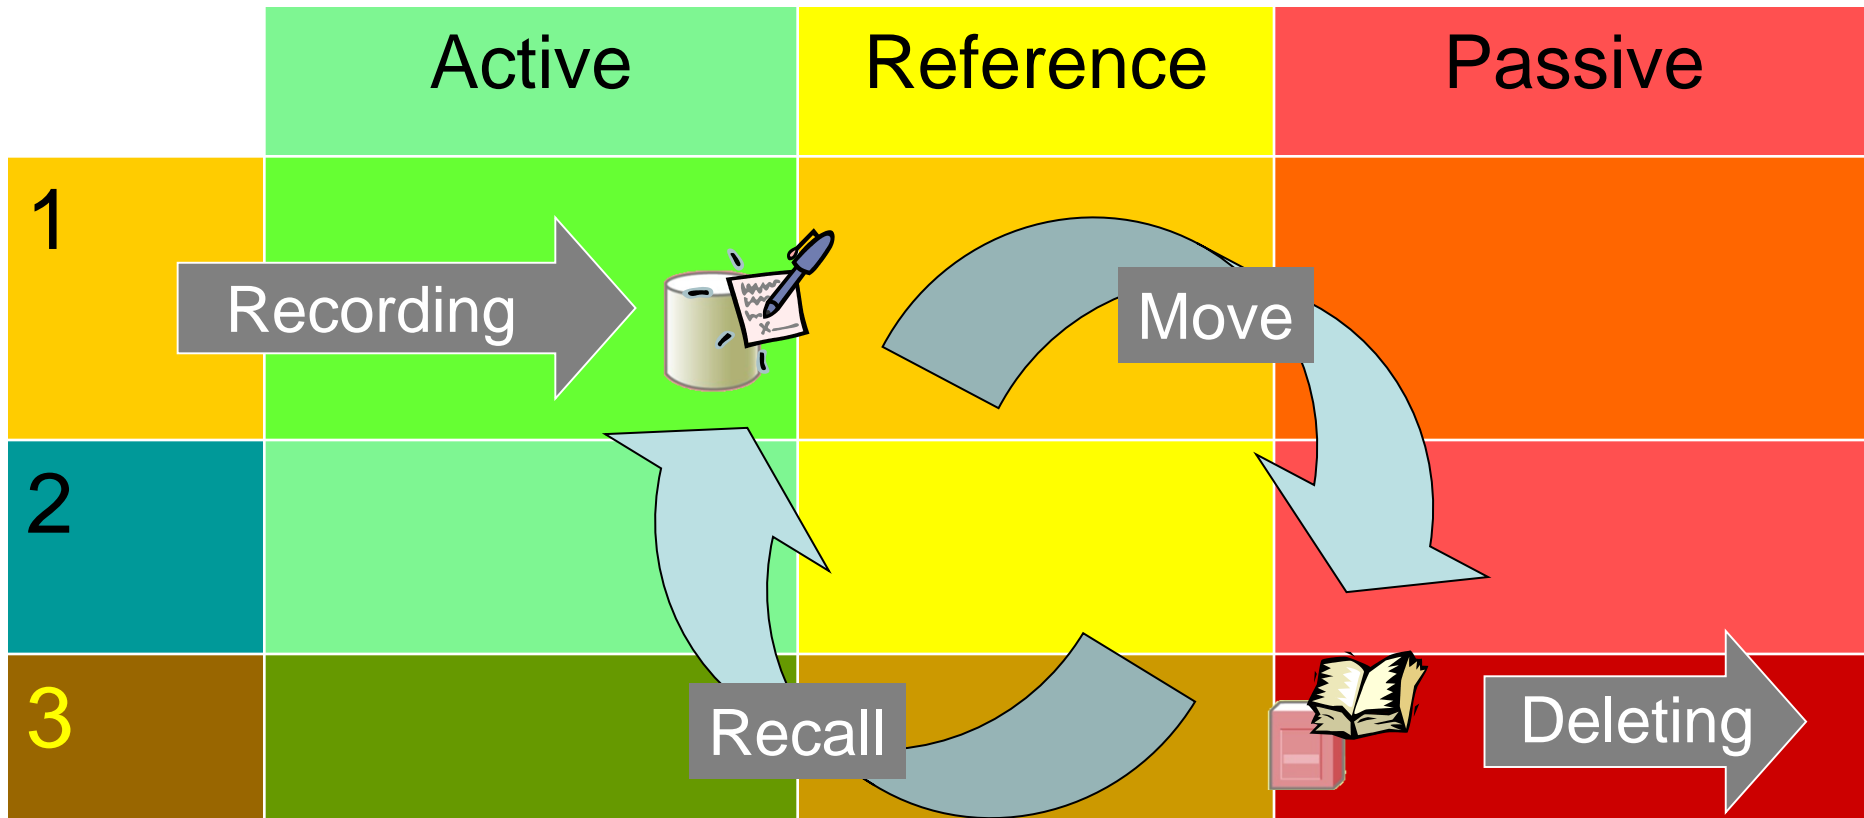 Active
Reference
Passive
1
Recording
Move
2
3
Recall
Deleting